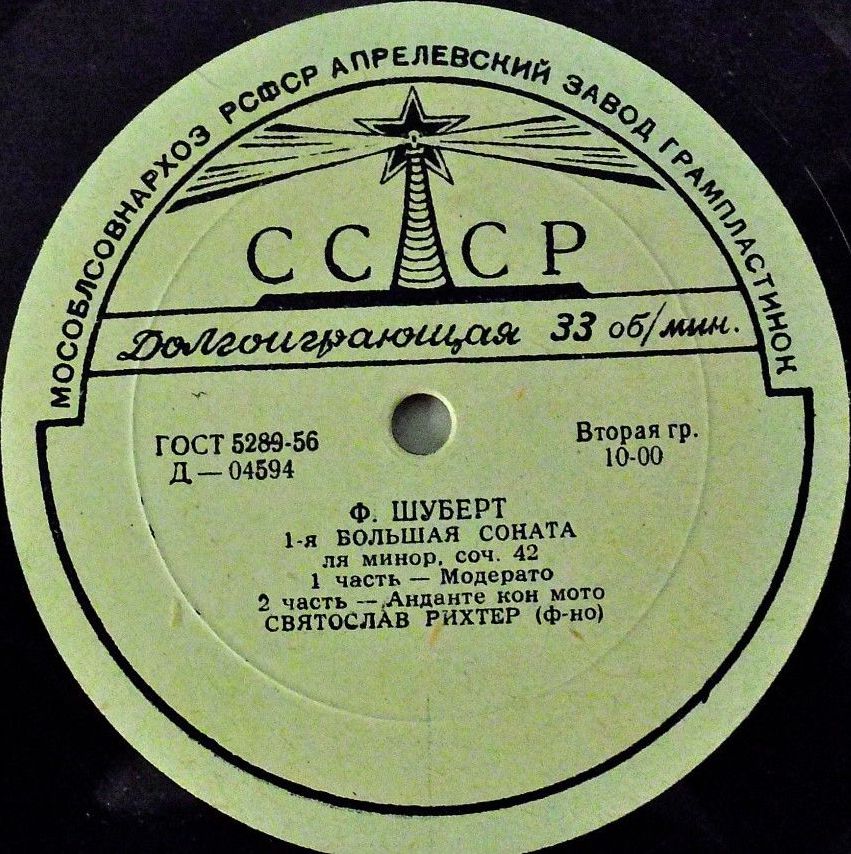 МОСОБЛСОВНАРХОЗ РСФСР АПРЕЛЕВСКИЙ ЗАВОД ГРАМПЛАСТИНОК
СССР
Долгоиграющая 33 об/мин.
ГОСТ 5289-56
Д — 04594
Вторая гр.
10-00
Ф. ШУБЕРТ
1-я БОЛЬШАЯ СОНАТА
ля минор, соч. 42
1 часть — Модерато
2 часть — Анданте кон мото
СВЯТОСЛАВ РИХТЕР (ф-но)